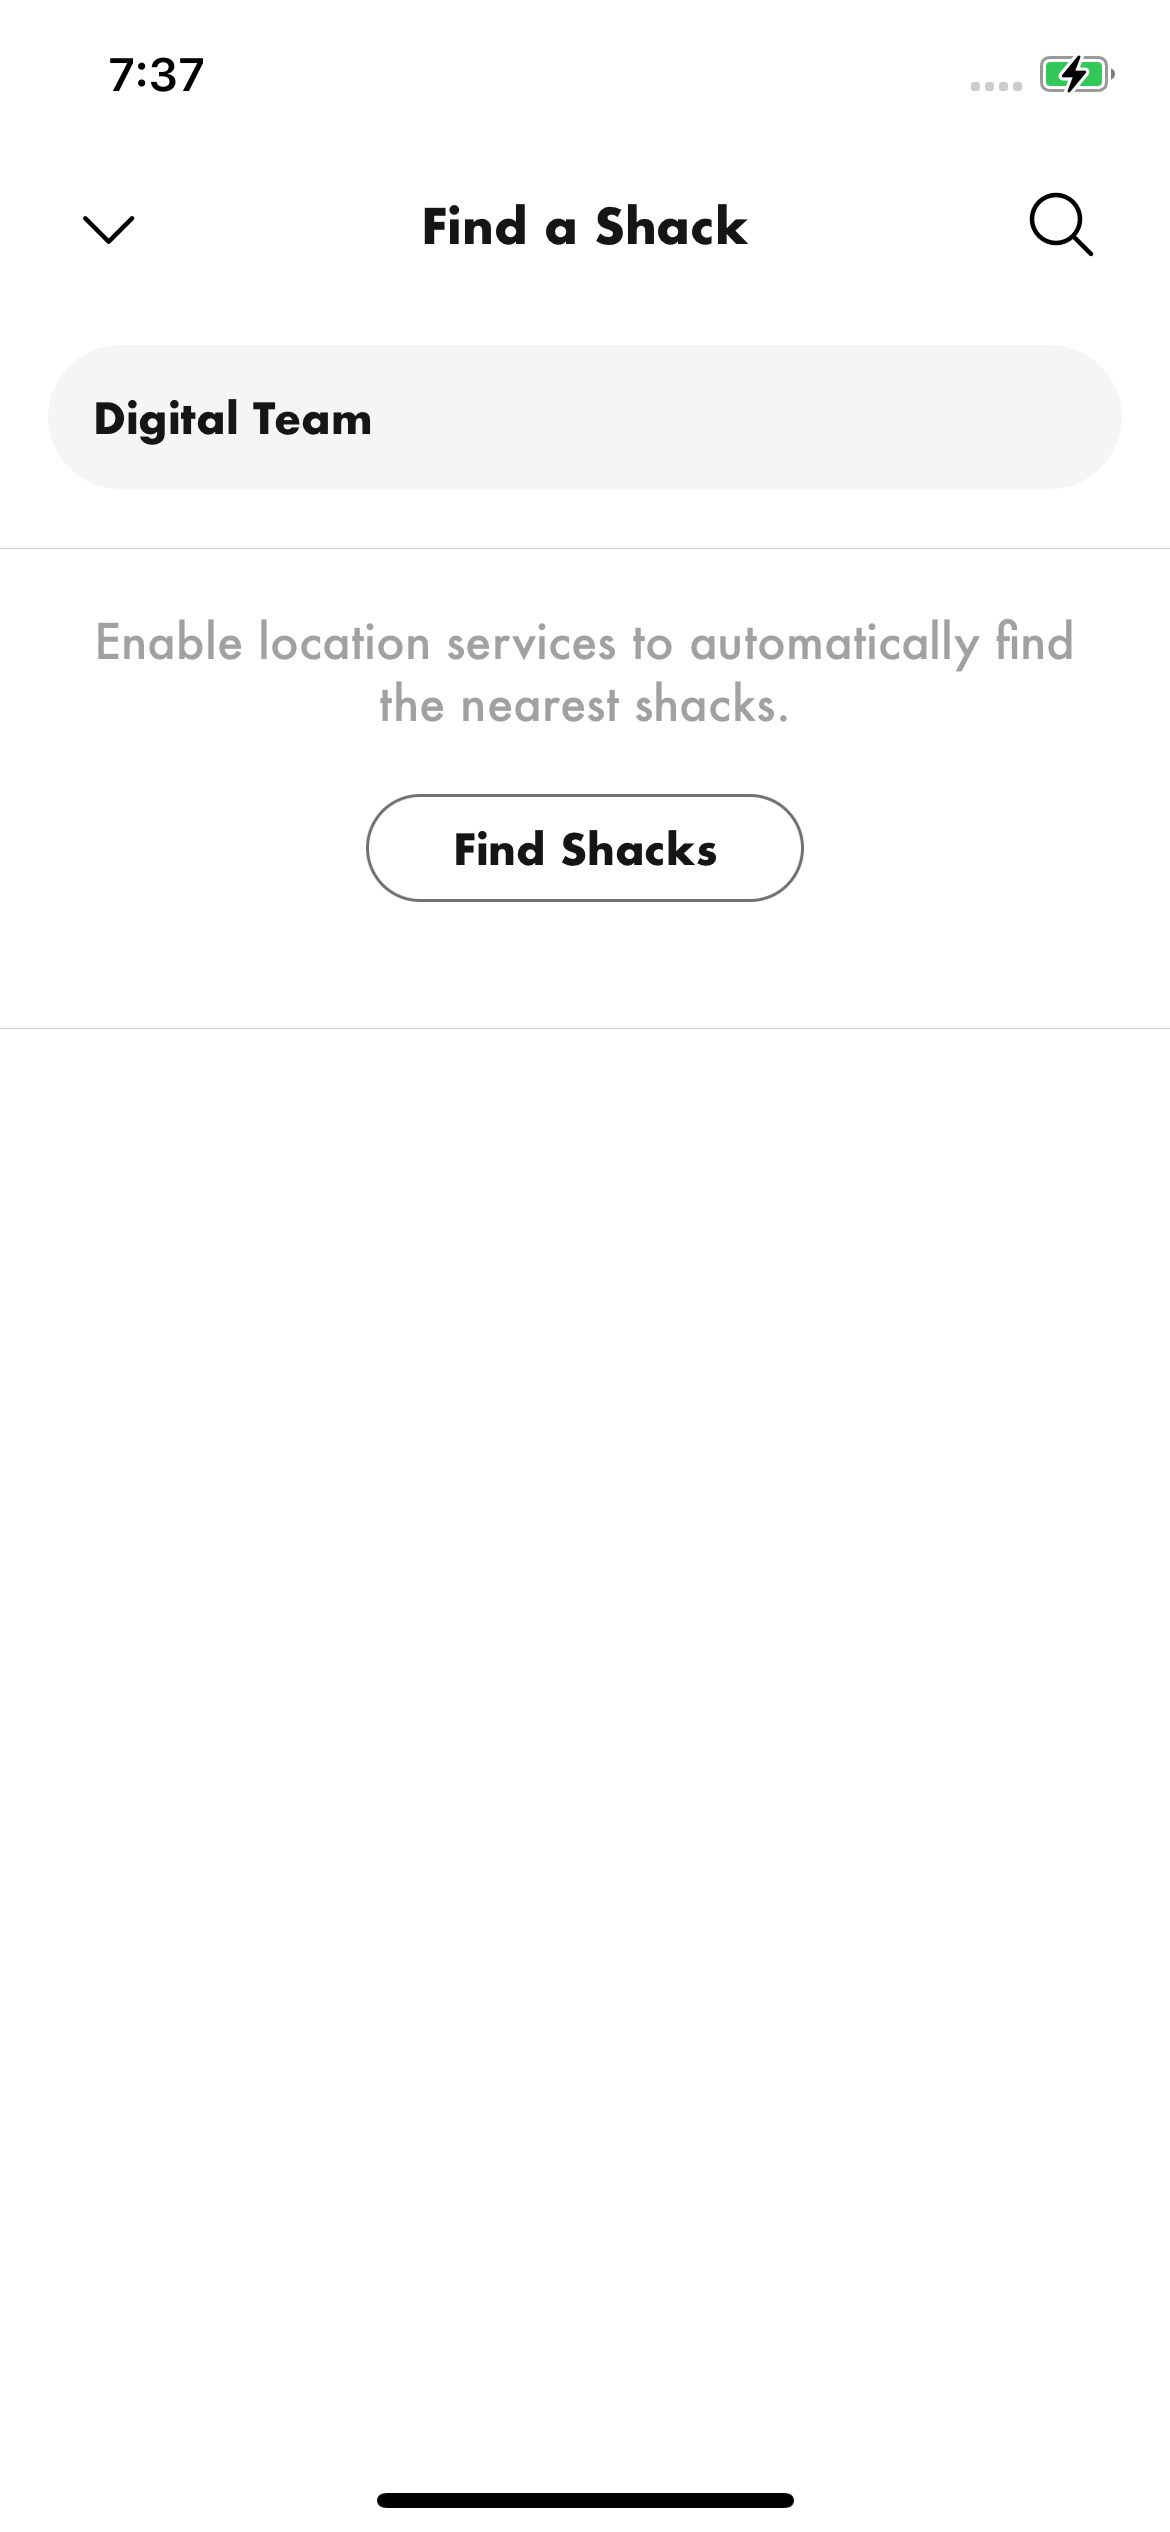 7:37
Find a Shack
Digital Team
Enable location services to automatically find
the nearest shacks.
Find Shacks